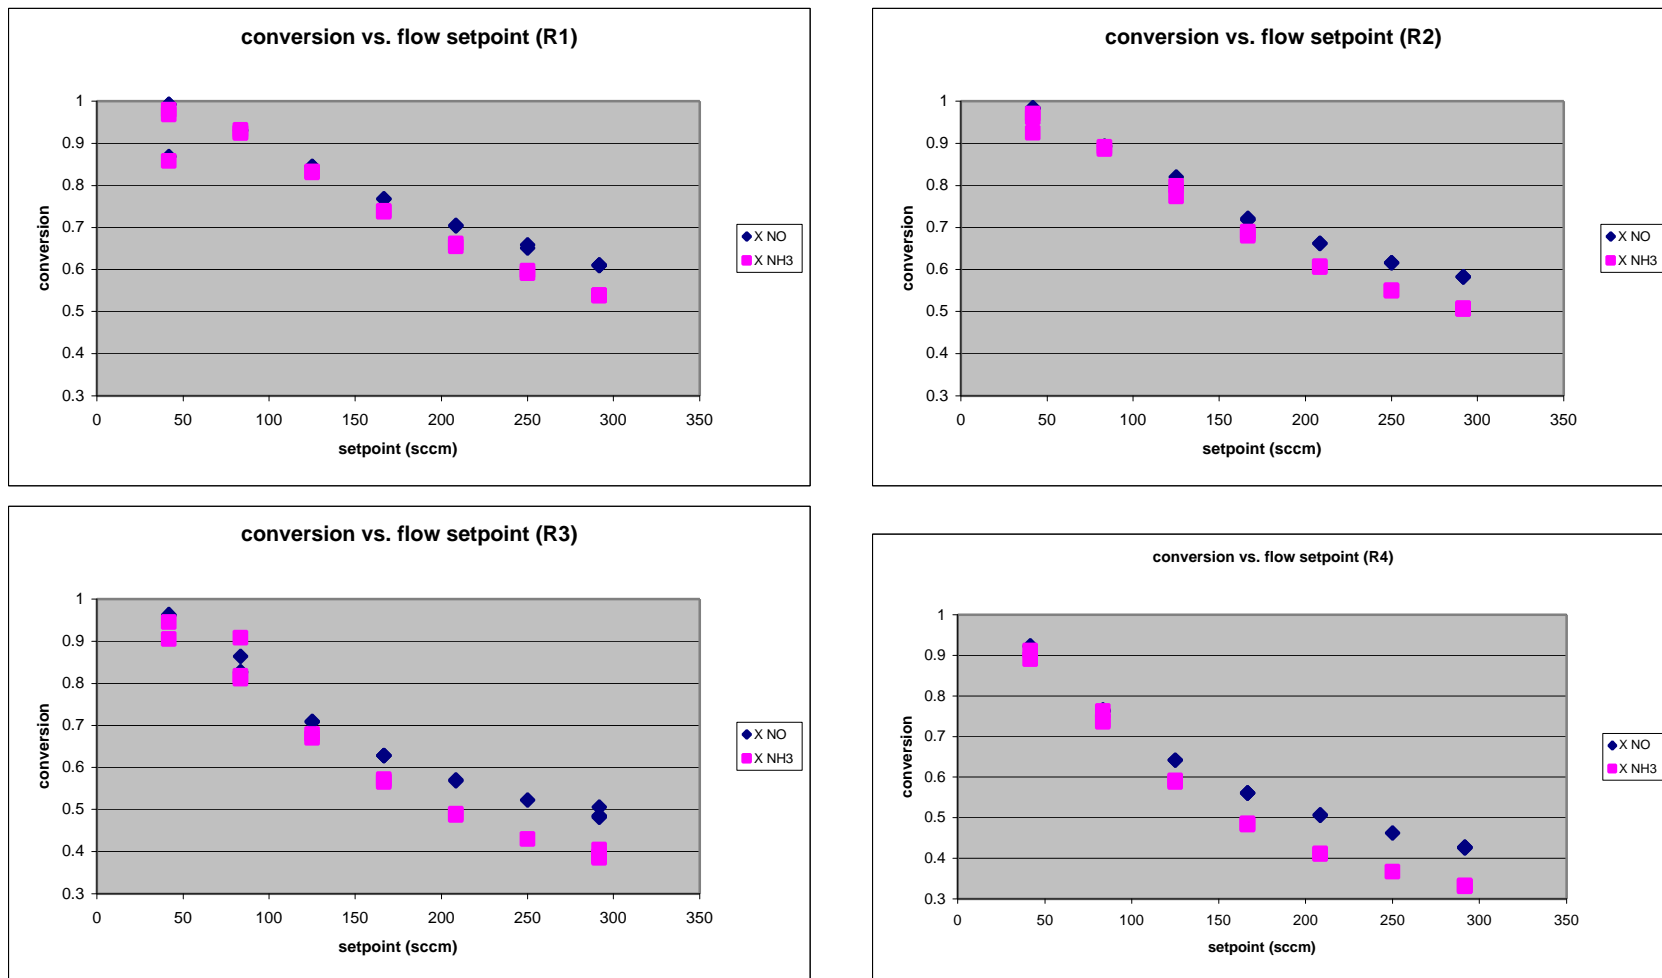 conversion vs. flow setpoint (R1)
1
0.9
0.8
0.7
0.6
0.5
0.4
0.3
conversion
0 50 100 150 200 250 300 350
setpoint (sccm)
X NO
X NH3
conversion vs. flow setpoint (R2)
1
0.9
0.8
0.7
0.6
0.5
0.4
0.3
conversion
0 50 100 150 200 250 300 350
setpoint (sccm)
X NO
X NH3
conversion vs. flow setpoint (R3)
1
0.9
0.8
0.7
0.6
0.5
0.4
0.3
conversion
0 50 100 150 200 250 300 350
setpoint (sccm)
X NO
X NH3
conversion vs. flow setpoint (R4)
1
0.9
0.8
0.7
0.6
0.5
0.4
0.3
conversion
0 50 100 150 200 250 300 350
setpoint (sccm)
X NO
X NH3